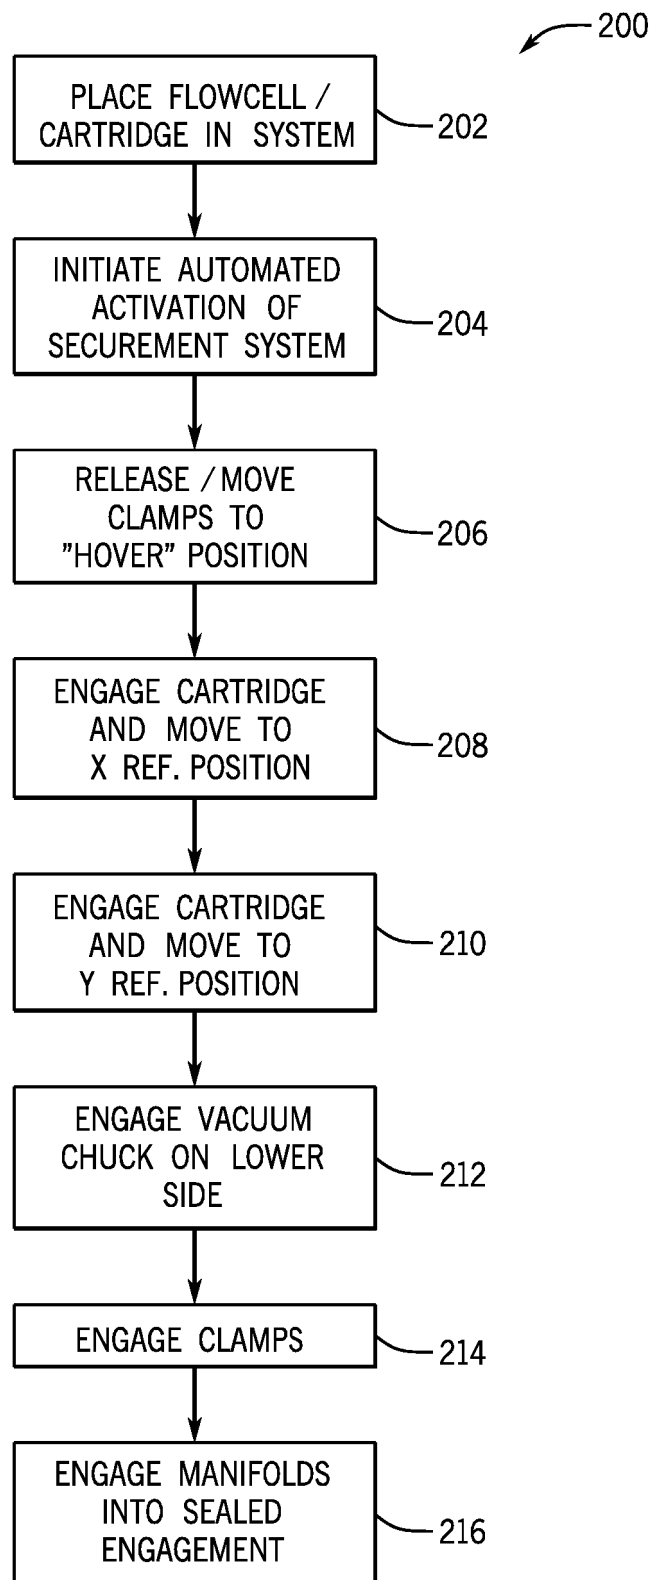 200
PLACE FLOWCELL /
CARTRIDGE IN SYSTEM
202
INITIATE AUTOMATED
ACTIVATION OF
SECUREMENT SYSTEM
204
RELEASE / MOVE
CLAMPS TO
"HOVER" POSITION
206
ENGAGE CARTRIDGE
AND MOVE TO
X REF. POSITION
208
ENGAGE CARTRIDGE
AND MOVE TO
Y REF. POSITION
210
ENGAGE VACUUM
CHUCK ON LOWER
SIDE
212
ENGAGE CLAMPS
214
ENGAGE MANIFOLDS
INTO SEALED
ENGAGEMENT
216